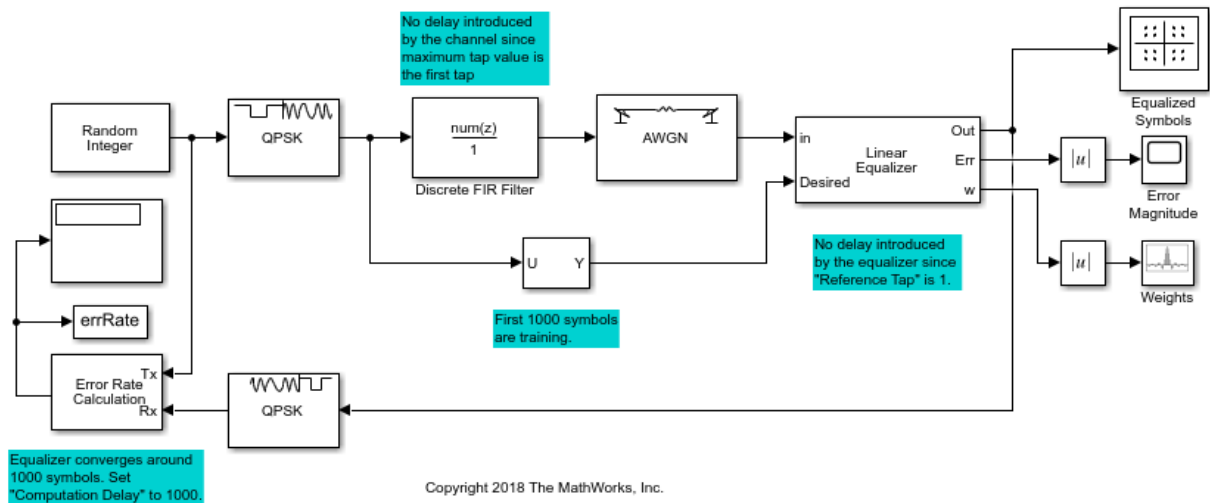 No delay introduced
by the channel since
maximum tap value is
the first tap
Equalized
Symbols
Random
Integer
QPSK
num(z)
1
Discrete FIR Filter
AWGN
in
Desired
Linear
Equalizer
Out
Err
w
|u|
Error
Magnitude
|u|
Weights
U
Y
No delay introduced
by the equalizer since
"Reference Tap" is 1.
First 1000 symbols
are training.
errRate
Error Rate
Calculation
Tx
Rx
QPSK
Equalizer converges around
1000 symbols. Set
"Computation Delay" to 1000.
Copyright 2018 The MathWorks, Inc.